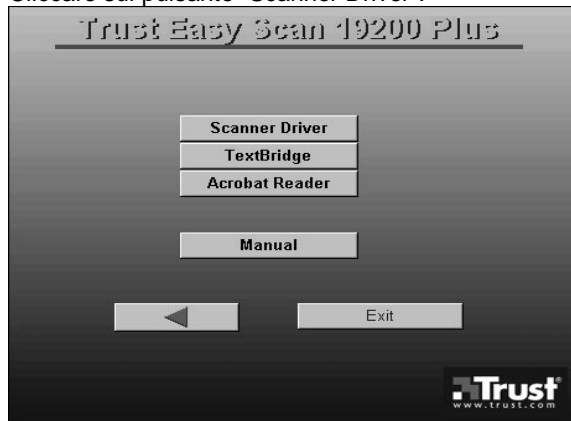 Cliccare sul pulsante "Scanner Driver".
Trust Easy Scan 19200 Plus
Scanner Driver
TextBridge
Acrobat Reader
Manual
Exit
Trust
www.trust.com